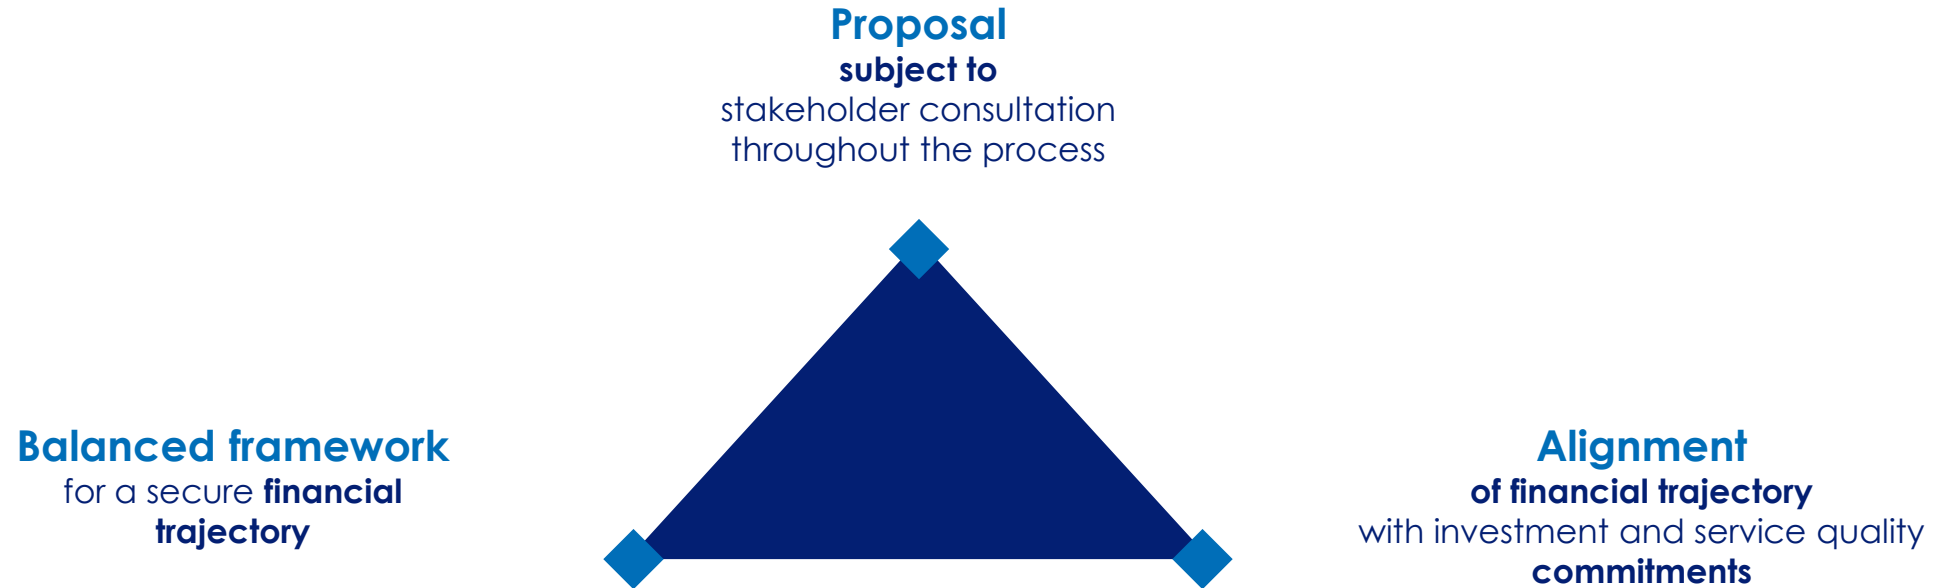 Proposal
subject to
stakeholder consultation
throughout the process
Balanced framework
for a secure financial
trajectory
Alignment
of financial trajectory
with investment and service quality
commitments